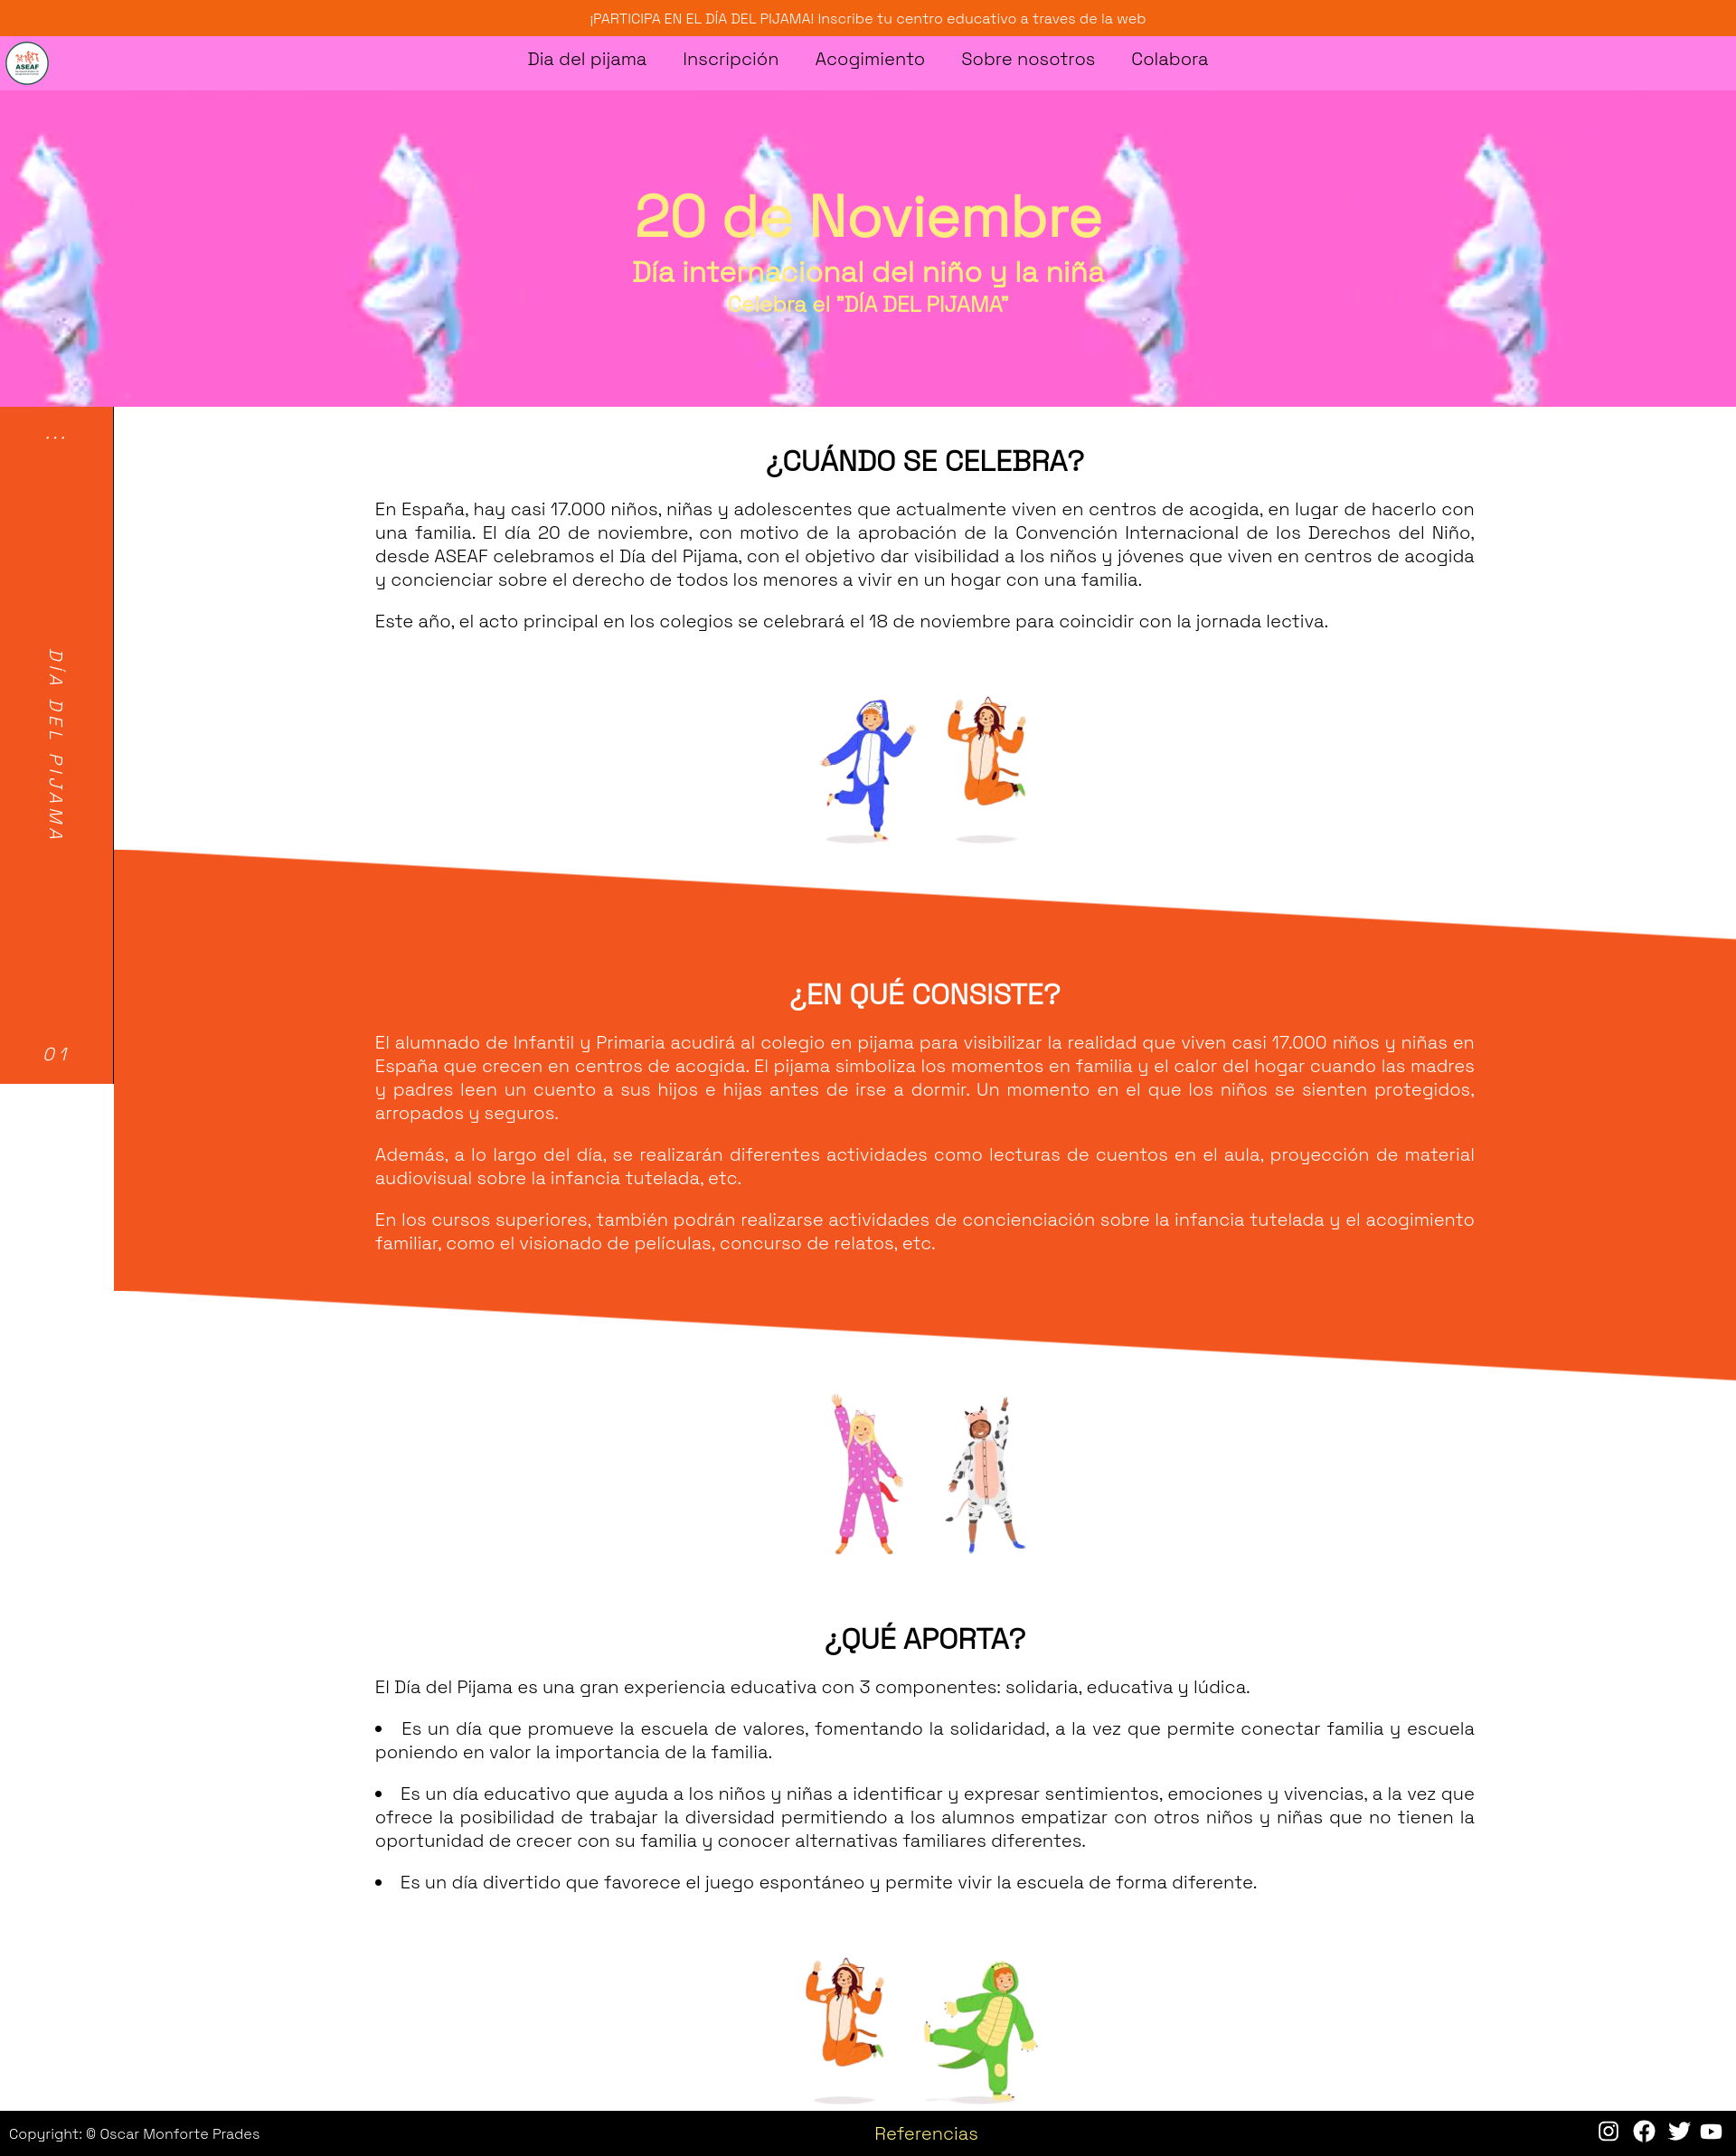 ¡PARTICIPA EN EL DÍA DEL PIJAMA! Inscribe tu centro educativo a traves de la web
ASEAF
Dia del pijama
Inscripción
Acogimiento
Sobre nosotros
Colabora
20 de Noviembre
Día internacional del niño y la niña
Celebra el "DÍA DEL PIJAMA"
...
DÍA DEL PIJAMA
01
¿CUÁNDO SE CELEBRA?
En España, hay casi 17.000 niños, niñas y adolescentes que actualmente viven en centros de acogida, en lugar de hacerlo con
una familia. El día 20 de noviembre, con motivo de la aprobación de la Convención Internacional de los Derechos del Niño,
desde ASEAF celebramos el Día del Pijama, con el objetivo dar visibilidad a los niños y jóvenes que viven en centros de acogida
y concienciar sobre el derecho de todos los menores a vivir en un hogar con una familia.
Este año, el acto principal en los colegios se celebrará el 18 de noviembre para coincidir con la jornada lectiva.
¿EN QUÉ CONSISTE?
El alumnado de Infantil y Primaria acudirá al colegio en pijama para visibilizar la realidad que viven casi 17.000 niños y niñas en
España que crecen en centros de acogida. El pijama simboliza los momentos en familia y el calor del hogar cuando las madres
y padres leen un cuento a sus hijos e hijas antes de irse a dormir. Un momento en el que los niños se sienten protegidos,
arropados y seguros.
Además, a lo largo del día, se realizarán diferentes actividades como lecturas de cuentos en el aula, proyección de material
audiovisual sobre la infancia tutelada, etc.
En los cursos superiores, también podrán realizarse actividades de concienciación sobre la infancia tutelada y el acogimiento
familiar, como el visionado de películas, concurso de relatos, etc.
¿QUÉ APORTA?
El Día del Pijama es una gran experiencia educativa con 3 componentes: solidaria, educativa y lúdica.
• Es un día que promueve la escuela de valores, fomentando la solidaridad, a la vez que permite conectar familia y escuela
poniendo en valor la importancia de la familia.
• Es un día educativo que ayuda a los niños y niñas a identificar y expresar sentimientos, emociones y vivencias, a la vez que
ofrece la posibilidad de trabajar la diversidad permitiendo a los alumnos empatizar con otros niños y niñas que no tienen la
oportunidad de crecer con su familia y conocer alternativas familiares diferentes.
• Es un día divertido que favorece el juego espontáneo y permite vivir la escuela de forma diferente.
Copyright: © Oscar Monforte Prades
Referencias